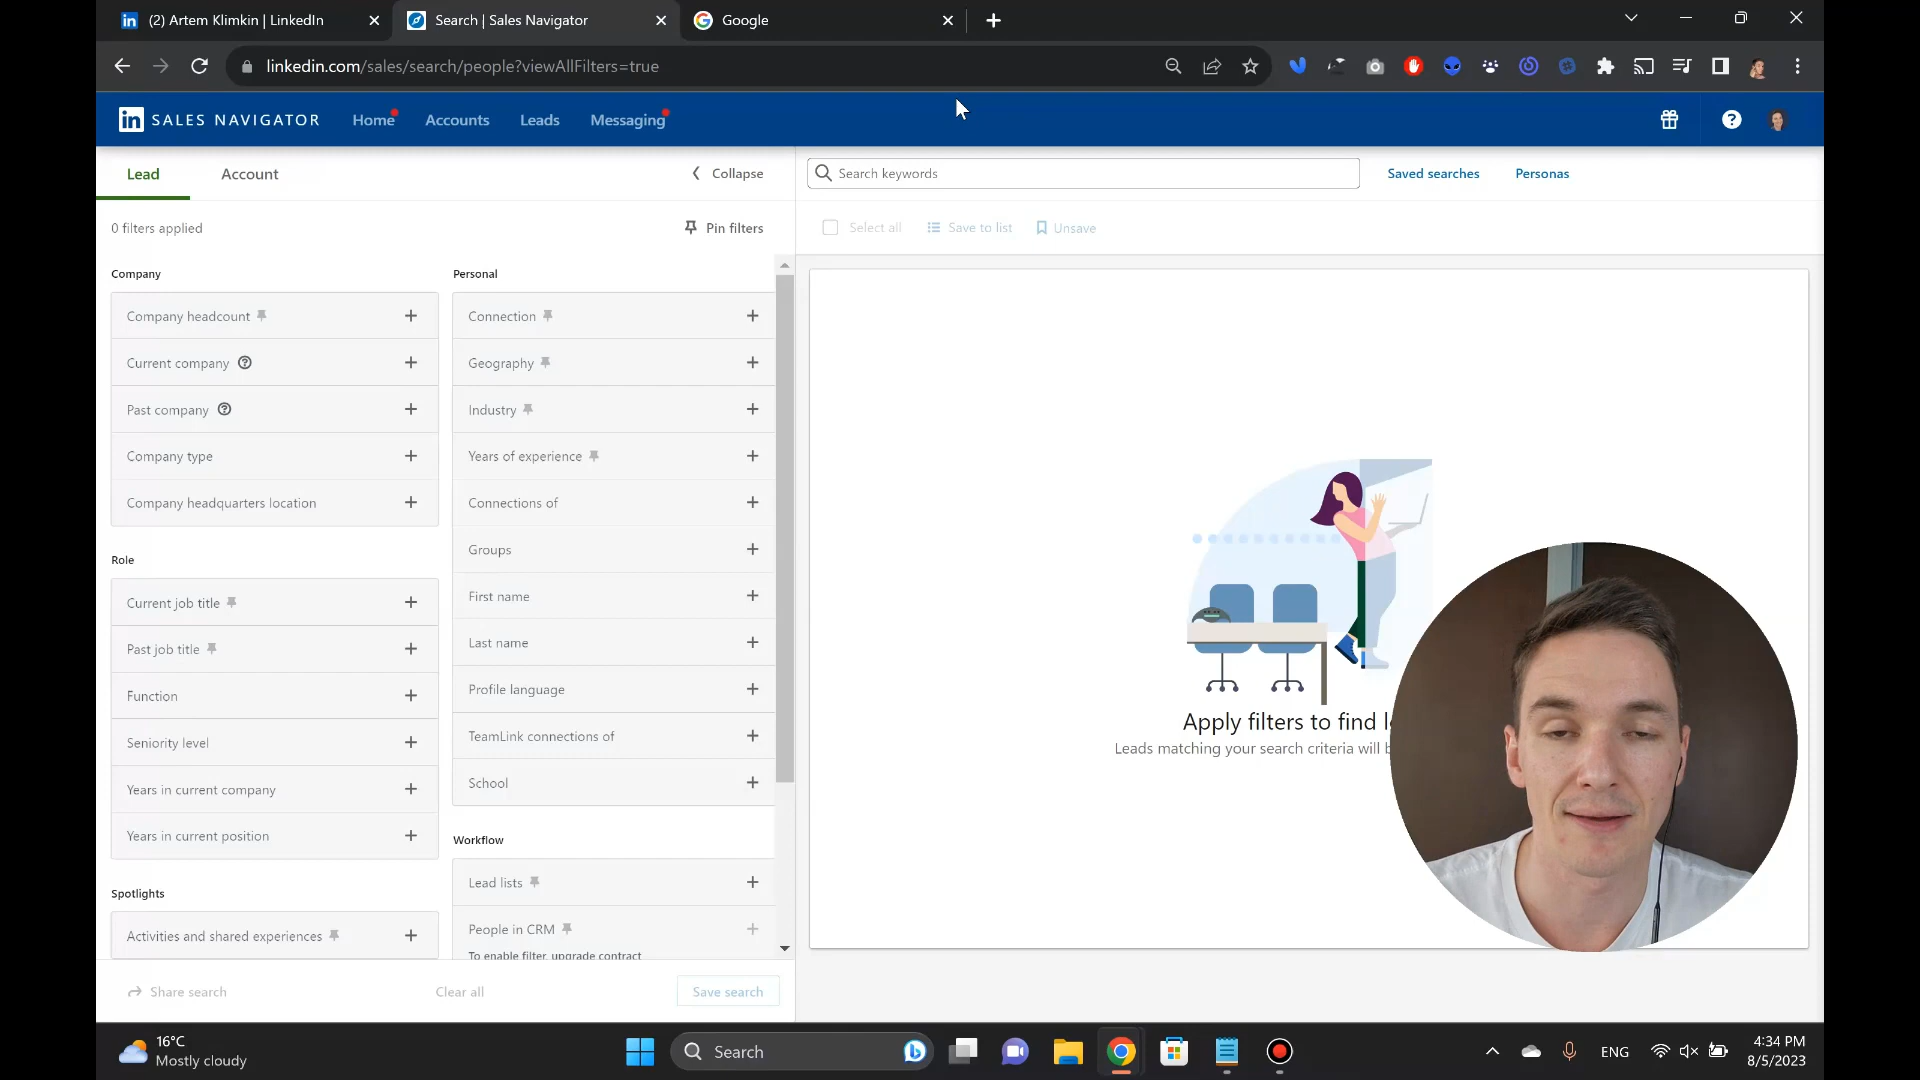 (2) Artem Klimkin | LinkedIn
Search | Sales Navigator
Google
linkedin.com/sales/search/people?viewAllFilters=true
in SALES NAVIGATOR
Home
Accounts
Leads
Messaging
Lead
Account
Collapse
Search keywords
Saved searches
Personas
0 filters applied
Pin filters
Select all
Save to list
Unsave
Company
Company headcount
Current company
Past company
Company type
Company headquarters location
Role
Current job title
Past job title
Function
Seniority level
Years in current company
Years in current position
Spotlights
Activities and shared experiences
Personal
Connection
Geography
Industry
Years of experience
Connections of
Groups
First name
Last name
Profile language
TeamLink connections of
School
Workflow
Lead lists
People in CRM
To enable filter, upgrade contract
Apply filters to find
Leads matching your search criteria will
Share search
Clear all
Save search
16°C
Mostly cloudy
Search
ENG
4:34 PM
8/5/2023